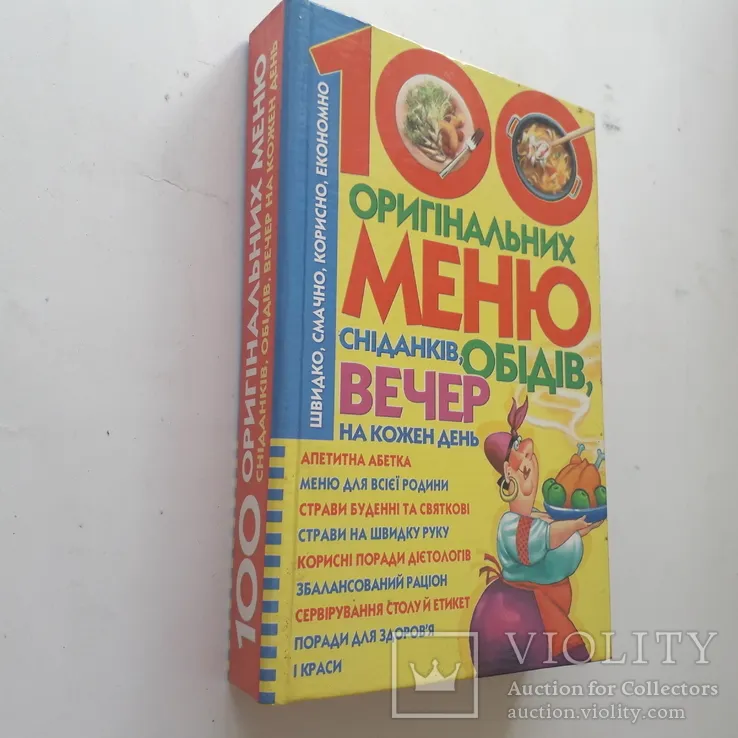 100 ОРИГІНАЛЬНИХ МЕНЮ
СНІДАНКІВ, ОБІДІВ, ВЕЧЕР НА КОЖЕН ДЕНЬ
ШВИДКО, СМАЧНО, КОРИСНО, ЕКОНОМНО
100
ОРИГІНАЛЬНИХ
МЕНЮ
СНІДАНКІВ,
ОБІДІВ,
ВЕЧЕР
НА КОЖЕН ДЕНЬ
АПЕТИТНА АБЕТКА
МЕНЮ ДЛЯ ВСІЄЇ РОДИНИ
СТРАВИ БУДЕННІ ТА СВЯТКОВІ
СТРАВИ НА ШВИДКУ РУКУ
КОРИСНІ ПОРАДИ ДІЄТОЛОГІВ
ЗБАЛАНСОВАНИЙ РАЦІОН
СЕРВІРУВАННЯ СТОЛУ Й ЕТИКЕТ
ПОРАДИ ДЛЯ ЗДОРОВ'Я
І КРАСИ
VIOLITY
Auction for Collectors
auction.violity.com